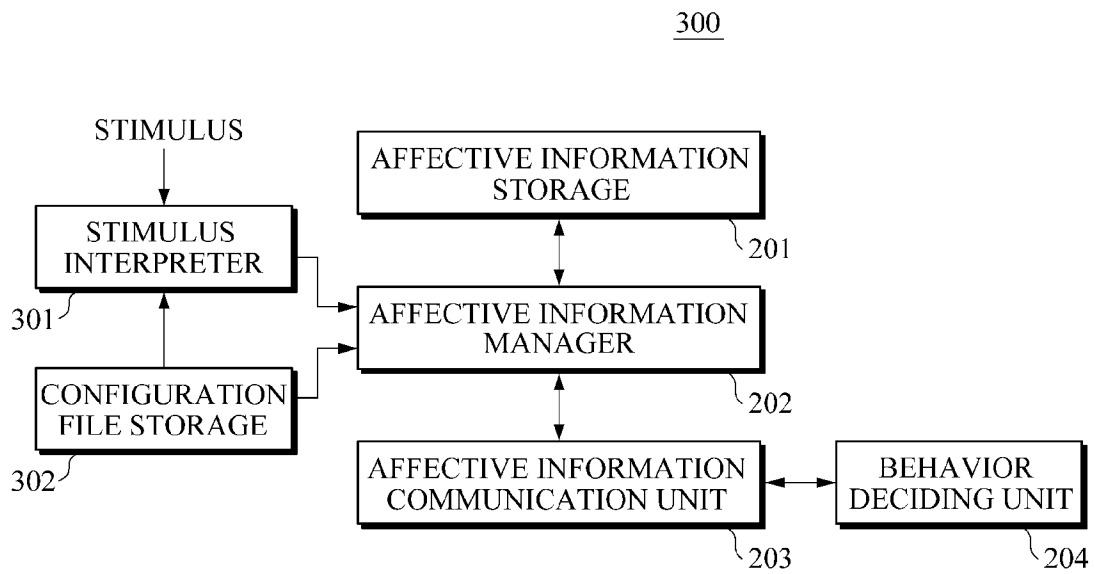 300
STIMULUS
STIMULUS
INTERPRETER
301
CONFIGURATION
FILE STORAGE
302
AFFECTIVE INFORMATION
STORAGE
201
AFFECTIVE INFORMATION
MANAGER
202
AFFECTIVE INFORMATION
COMMUNICATION UNIT
203
BEHAVIOR
DECIDING UNIT
204